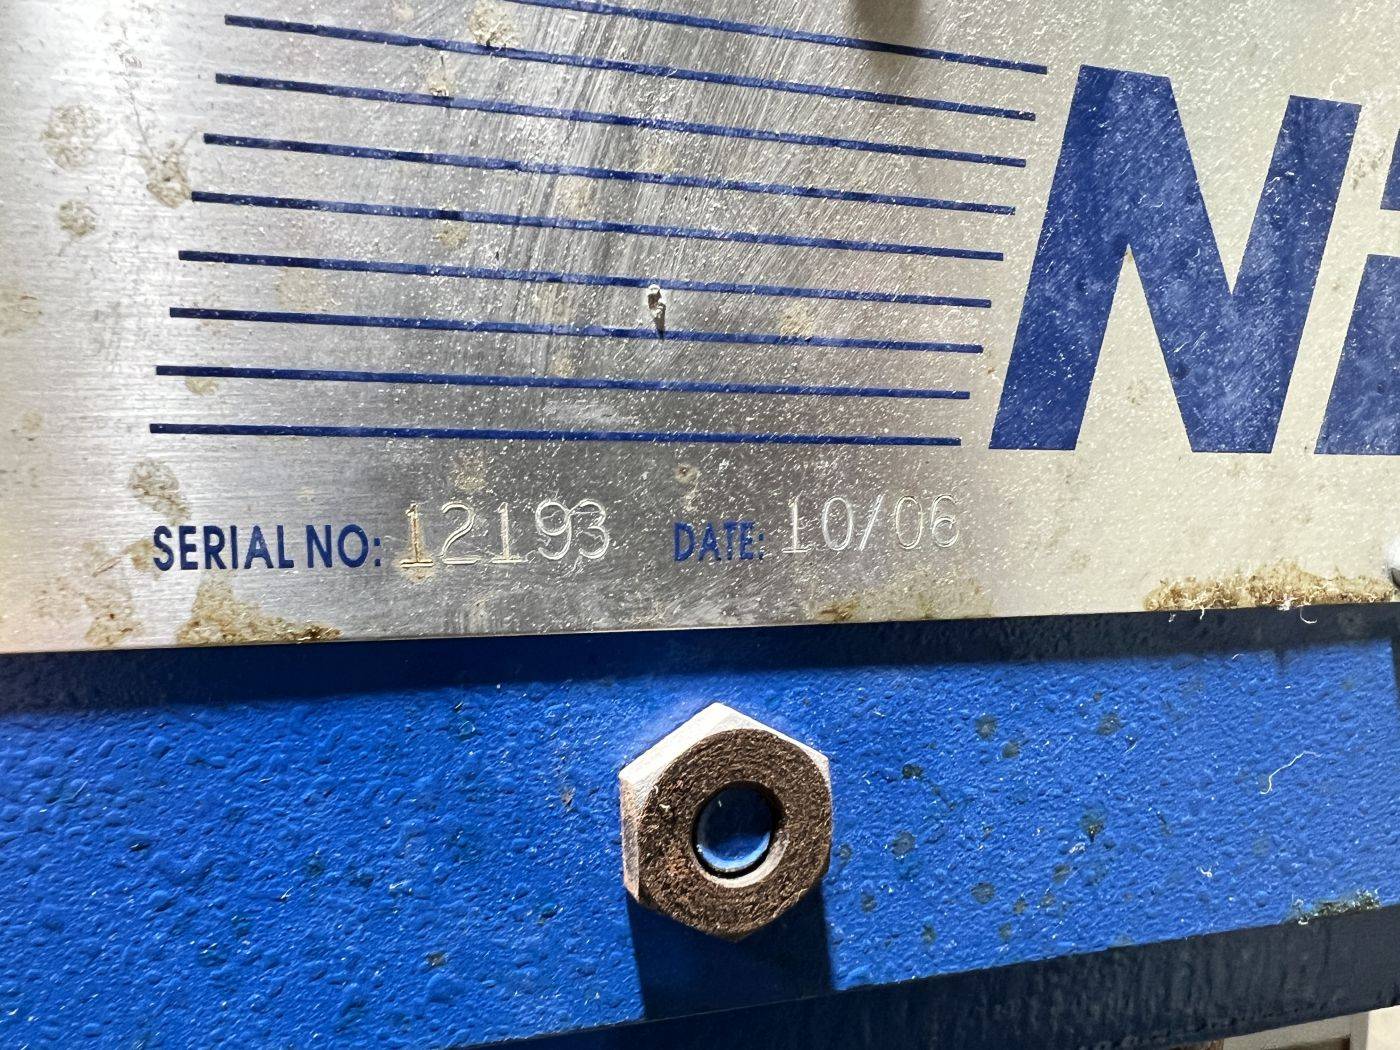 N
SERIAL NO: 12193 DATE: 10/06